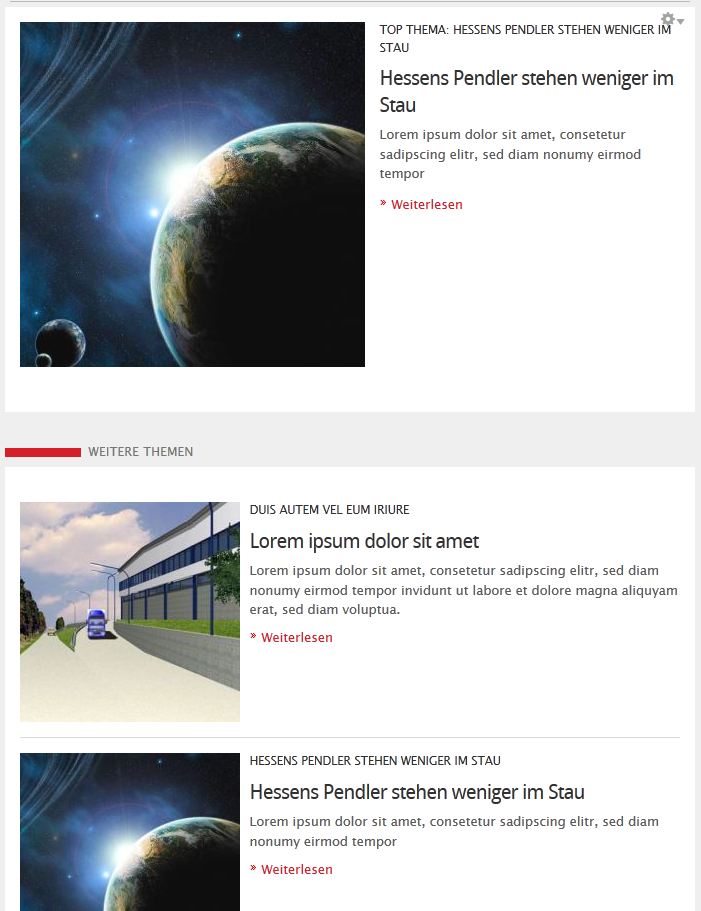 TOP THEMA: HESSENS PENDLER STEHEN WENIGER IM
STAU
Hessens Pendler stehen weniger im
Stau
Lorem ipsum dolor sit amet, consetetur
sadipscing elitr, sed diam nonumy eirmod
tempor
» Weiterlesen
WEITERE THEMEN
DUIS AUTEM VEL EUM IRIURE
Lorem ipsum dolor sit amet
Lorem ipsum dolor sit amet, consetetur sadipscing elitr, sed diam
nonumy eirmod tempor invidunt ut labore et dolore magna aliquyam
erat, sed diam voluptua.
» Weiterlesen
HESSENS PENDLER STEHEN WENIGER IM STAU
Hessens Pendler stehen weniger im Stau
Lorem ipsum dolor sit amet, consetetur sadipscing elitr, sed diam
nonumy eirmod tempor
» Weiterlesen